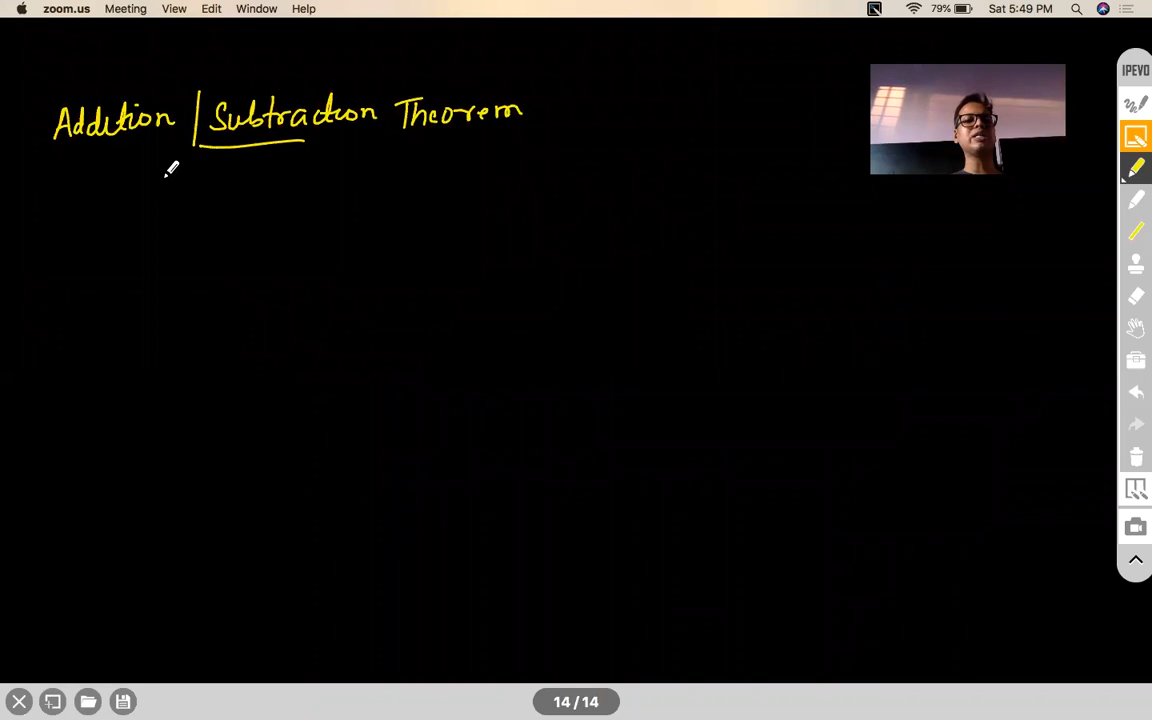 zoom.us Meeting View Edit Window Help 79% Sat 5:49 PM
Addition | Subtraction Theorem
IPEVO
14 / 14